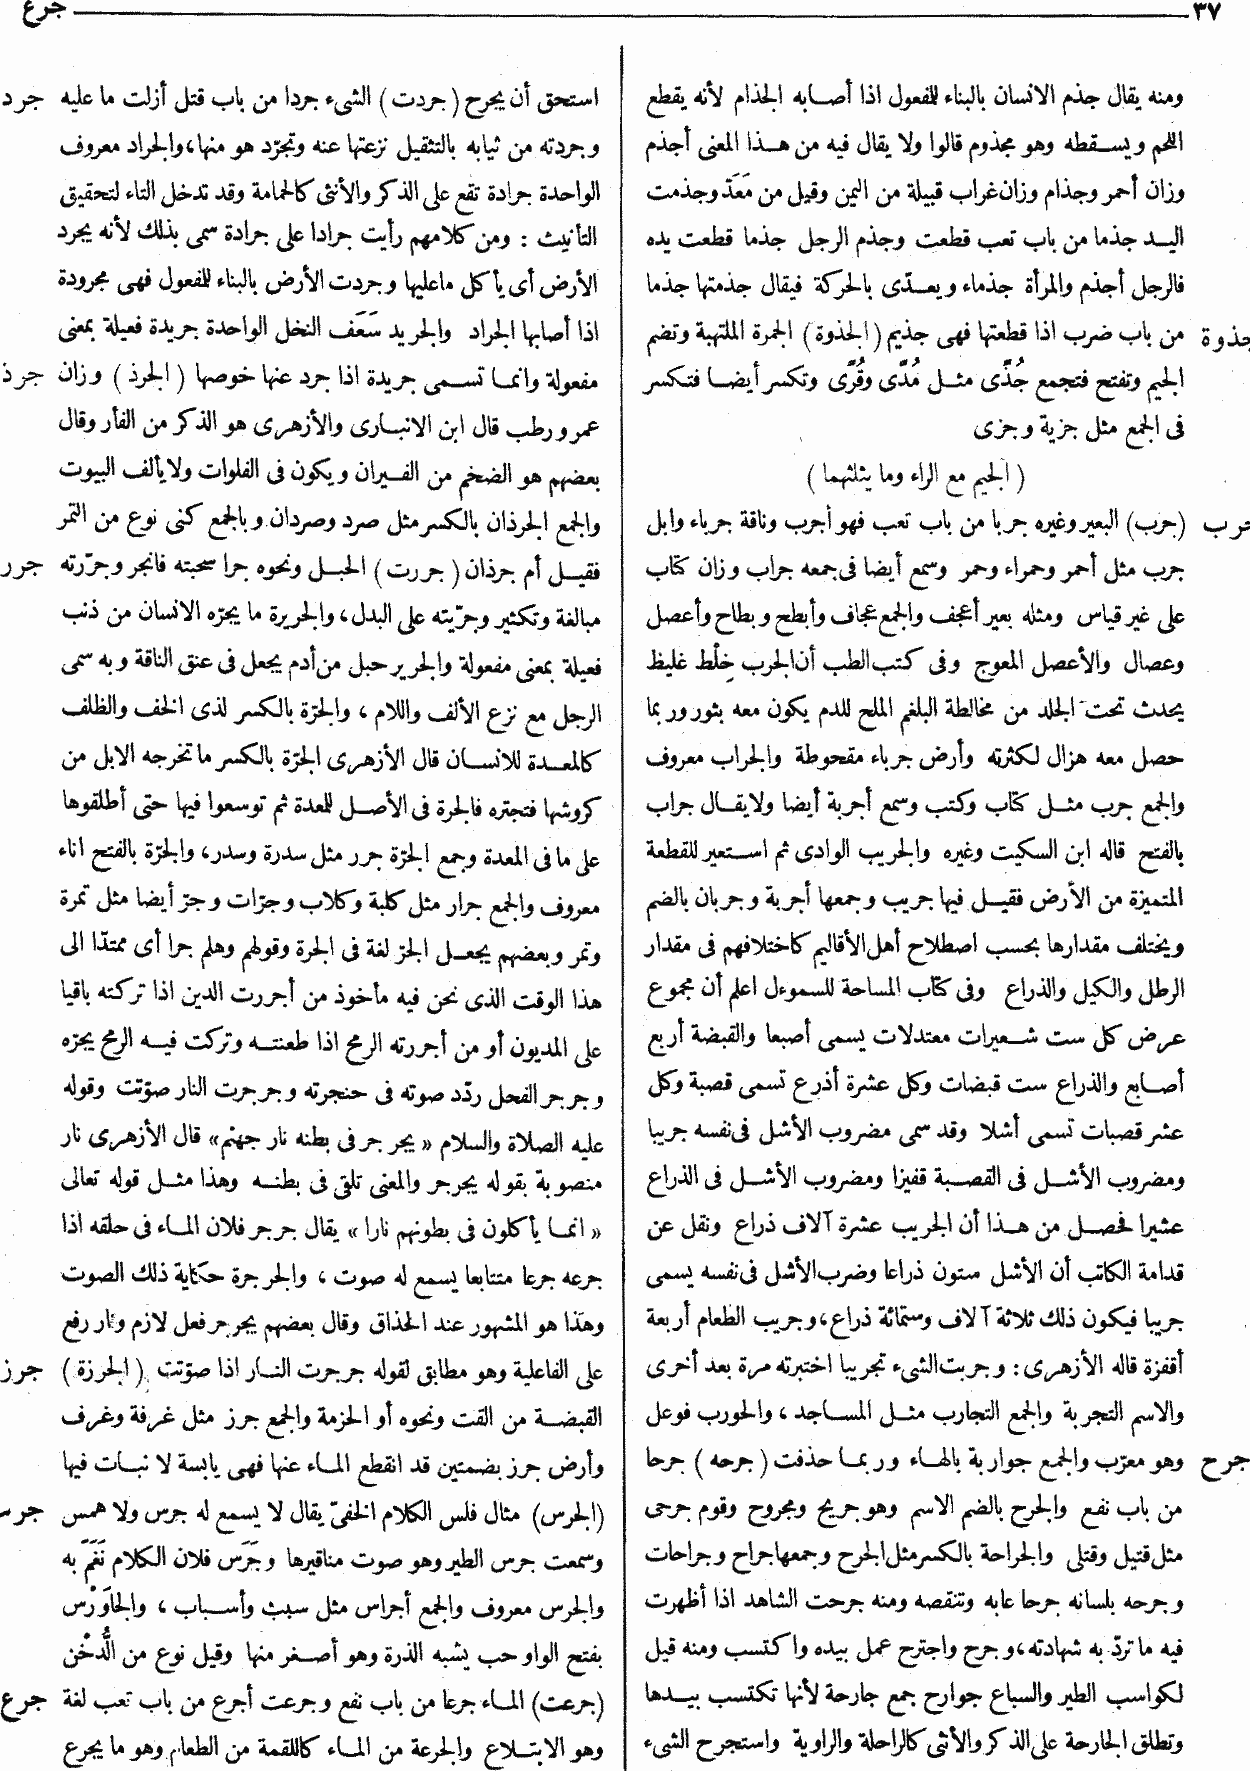 ٣٧ جرع
ومنه يقال جذم الانسان بالبناء للمفعول اذا أصابه الجذام لأنه يقطع
اللحم ويسقطه وهو مجذوم قالوا ولا يقال فيه من هذا المعنى أجذم
وزان أحمر وجذام وزان غراب قبيلة من اليمن وقيل من مَعَدّ وجذمت
اليد جذما من باب تعب قطعت وجذم الرجل جذما قطعت يده
فالرجل أجذم والمرأة جذماء ويعدّى بالحركة فيقال جذمتها جذما
جذوة من باب ضرب اذا قطعتها فهى جذيم (الجذوة) الجمرة الملتهبة وتضم
الجيم وتفتح فتجمع جُذًى مثل مُدًى وقُرًى وتكسر أيضا فتكسر
فى الجمع مثل جزية وجزى
(الجيم مع الراء وما يثلثهما)
جرب (جرب) البعير وغيره جربا من باب تعب فهو أجرب وناقة جرباء وابل
جرب مثل أحمر وحمراء وحمر وسمع أيضا فى جمعه جراب وزان كتاب
على غير قياس ومثله بعير أعجف والجمع عجاف وأبطح وبطاح وأعصل
وعصال والأعصل المعوج وفى كتب الطب أن الجرب خِلْط غليظ
يحدث تحت الجلد من مخالطة البلغم الملح للدم يكون معه بثور وربما
حصل معه هزال لكثرته وأرض جرباء مقحوطة والجراب معروف
والجمع جرب مثل كتاب وكتب وسمع أجربة أيضا ولا يقال جراب
بالفتح قاله ابن السكيت وغيره والجريب الوادى ثم استعير للقطعة
المتميزة من الأرض فقيل فيها جريب وجمعها أجربة وجربان بالضم
ويختلف مقدارها بحسب اصطلاح أهل الأقاليم كاختلافهم فى مقدار
الرطل والكيل والذراع وفى كتاب المساحة للسموءل اعلم أن مجموع
عرض كل ست شعيرات معتدلات يسمى أصبعا والقبضة أربع
أصابع والذراع ست قبضات وكل عشرة أذرع تسمى قصبة وكل
عشر قصبات تسمى أشلا وقد سمى مضروب الأشل فى نفسه جريبا
ومضروب الأشل فى القصبة قفيزا ومضروب الأشل فى الذراع
عشيرا فحصل من هذا أن الجريب عشرة آلاف ذراع ونقل عن
قدامة الكاتب أن الأشل ستون ذراعا وضرب الأشل فى نفسه يسمى
جريبا فيكون ذلك ثلاثة آلاف وستمائة ذراع، وجريب الطعام أربعة
أقفزة قاله الأزهرى: وجربت الشىء تجريبا اختبرته مرة بعد أخرى
والاسم التجربة والجمع التجارب مثل المساجد، والجورب فوعل
جرح وهو معرّب والجمع جواربة بالهاء وربما حذفت (جرحه) جرحا
من باب نفع والجرح بالضم الاسم وهو جريح ومجروح وقوم جرحى
مثل قتيل وقتلى والجراحة بالكسر مثل الجرح وجمعها جراح وجراحات
وجرحه بلسانه جرحا عابه وتنقصه ومنه جرحت الشاهد اذا أظهرت
فيه ما تردّ به شهادته، وجرح واجترح عمل بيده واكتسب ومنه قيل
لكواسب الطير والسباع جوارح جمع جارحة لأنها تكتسب بيدها
وتطلق الجارحة على الذكر والأنثى كالراحلة والراوية واستجرح الشىء
استحق أن يجرح (جردت) الشىء جردا من باب قتل أزلت ما عليه جرد
وجردته من ثيابه بالتثقيل نزعتها عنه وتجرّد هو منها، والجراد معروف
الواحدة جرادة تقع على الذكر والأنثى كالحمامة وقد تدخل التاء لتحقيق
التأنيث : ومن كلامهم رأيت جرادا على جرادة سمى بذلك لأنه يجرد
الأرض أى يأكل ما عليها وجردت الأرض بالبناء للمفعول فهى مجرودة
اذا أصابها الجراد والجريد سَعَف النخل الواحدة جريدة فعيلة بمعنى
مفعولة وانما تسمى جريدة اذا جرد عنها خوصها (الجرذ) وزان جرذ
عمر ورطب قال ابن الانبارى والأزهرى هو الذكر من الفأر وقال
بعضهم هو الضخم من الفيران ويكون فى الفلوات ولا يألف البيوت
والجمع الجرذان بالكسر مثل صرد وصردان وبالجمع كنى نوع من التمر
فقيل أم جرذان (جررت) الحبل ونحوه جرا سحبته فانجر وجرّرته جرر
مبالغة وتكثير وجرّيته على البدل، والجريرة ما يجرّه الانسان من ذنب
فعيلة بمعنى مفعولة والجرير حبل من أدم يجعل فى عنق الناقة وبه سمى
الرجل مع نزع الألف واللام، والجرّة بالكسر لذى الخف والظلف
كالمعدة للانسان قال الأزهرى الجرّة بالكسر ما تخرجه الابل من
كروشها فتجتره فالجرة فى الأصل للمعدة ثم توسعوا فيها حتى أطلقوها
على ما فى المعدة وجمع الجرّة جرر مثل سدرة وسدر، والجرّة بالفتح اناء
معروف والجمع جرار مثل كلبة وكلاب وجرّات وجرّ أيضا مثل تمرة
وتمر وبعضهم يجعل الجرّ لغة فى الجرة وقولهم وهلم جرا أى ممتدّا الى
هذا الوقت الذى نحن فيه مأخوذ من أجررت الدين اذا تركته باقيا
على المديون أو من أجررته الرمح اذا طعنته وتركت فيه الرمح يجرّه
وجرجر الفحل ردّد صوته فى حنجرته وجرجرت النار صوّتت وقوله
عليه الصلاة والسلام «يجرجر فى بطنه نار جهنم» قال الأزهرى نار
منصوبة بقوله يجرجر والمعنى تلقى فى بطنه وهذا مثل قوله تعالى
«انما يأكلون فى بطونهم نارا» يقال جرجر فلان الماء فى حلقه اذا
جرعه جرعا متتابعا يسمع له صوت، والجرجرة حكاية ذلك الصوت
وهذا هو المشهور عند الحذاق وقال بعضهم يجرجر فعل لازم ونار رفع
على الفاعلية وهو مطابق لقوله جرجرت النار اذا صوّتت (الجرزة) جرز
القبضة من القت ونحوه أو الحزمة والجمع جرز مثل غرفة وغرف
وأرض جرز بضمتين قد انقطع الماء عنها فهى يابسة لا نبات فيها
(الجرس) مثال فلس الكلام الخفىّ يقال لا يسمع له جرس ولا همس جرس
وسمعت جرس الطير وهو صوت مناقيرها وجَرَس فلان الكلام نَغَمَ به
والجرس معروف والجمع أجراس مثل سبب وأسباب، والجاوَرْس
بفتح الواو حب يشبه الذرة وهو أصغر منها وقيل نوع من الدُّخْن
(جرعت) الماء جرعا من باب نفع وجرعت أجرع من باب تعب لغة جرع
وهو الابتلاع والجرعة من الماء كاللقمة من الطعام وهو ما يجرع